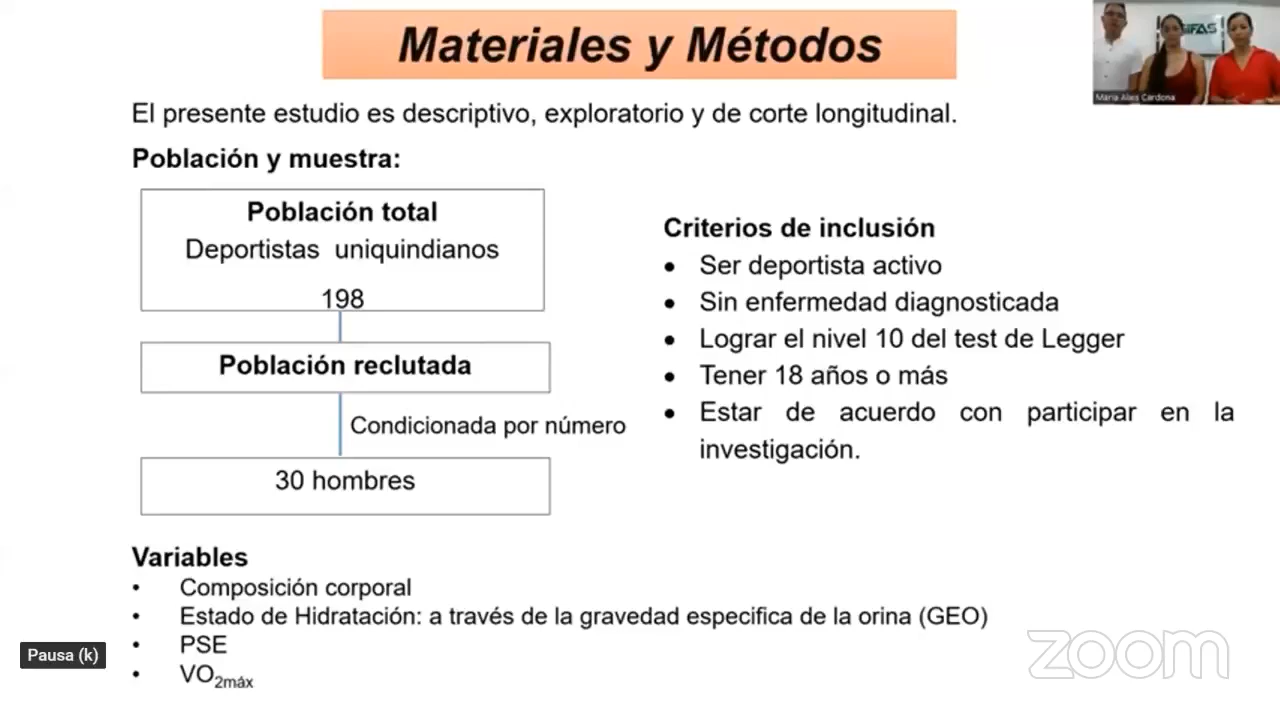 Materiales y Métodos
El presente estudio es descriptivo, exploratorio y de corte longitudinal.
Población y muestra:
Población total
Deportistas uniquindianos
198
Población reclutada
Condicionada por número
30 hombres
Criterios de inclusión
• Ser deportista activo
• Sin enfermedad diagnosticada
• Lograr el nivel 10 del test de Legger
• Tener 18 años o más
• Estar de acuerdo con participar en la
investigación.
Variables
• Composición corporal
• Estado de Hidratación: a través de la gravedad especifica de la orina (GEO)
• PSE
• VO2máx
Pausa (k)
zoom